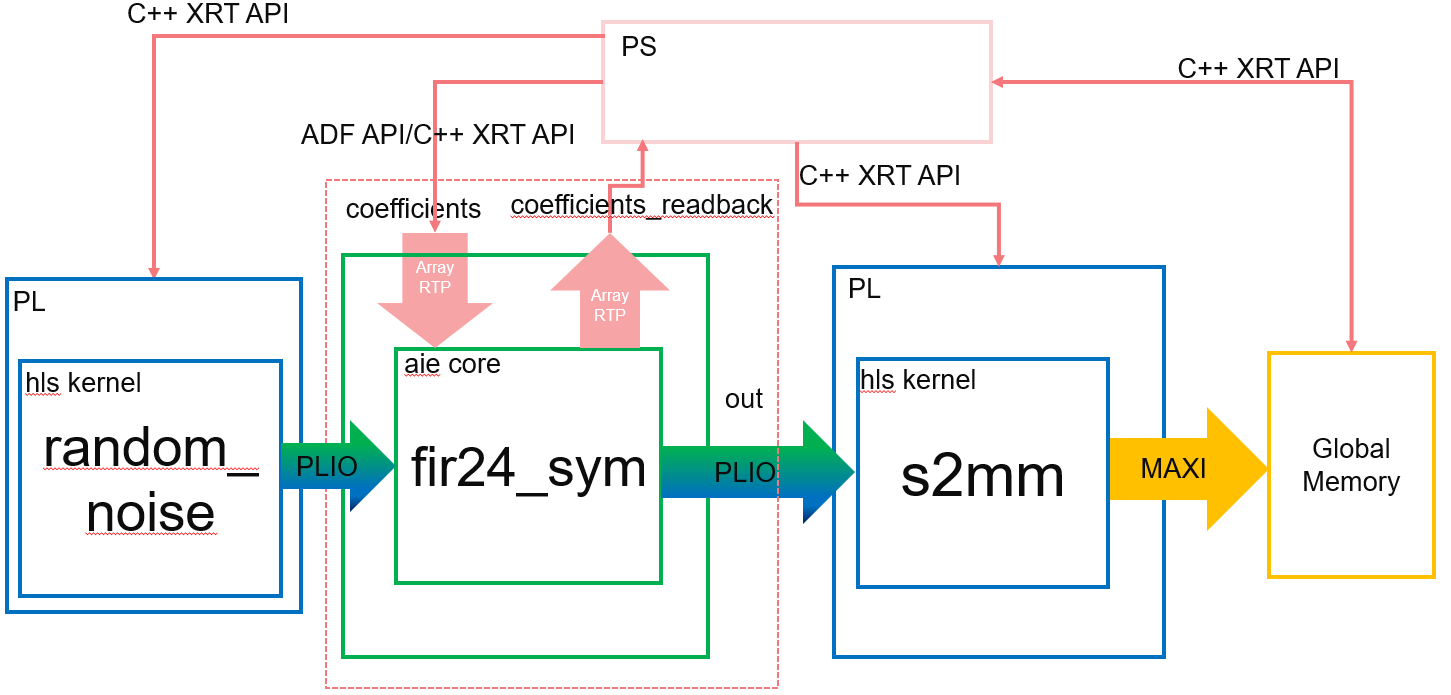 C++ XRT API
PS
C++ XRT API
ADF API/C++ XRT API
C++ XRT API
coefficients
coefficients_readback
Array
RTP
Array
RTP
PL
hls kernel
random_
noise
PLIO
aie core
fir24_sym
out
PLIO
PL
hls kernel
s2mm
MAXI
Global
Memory